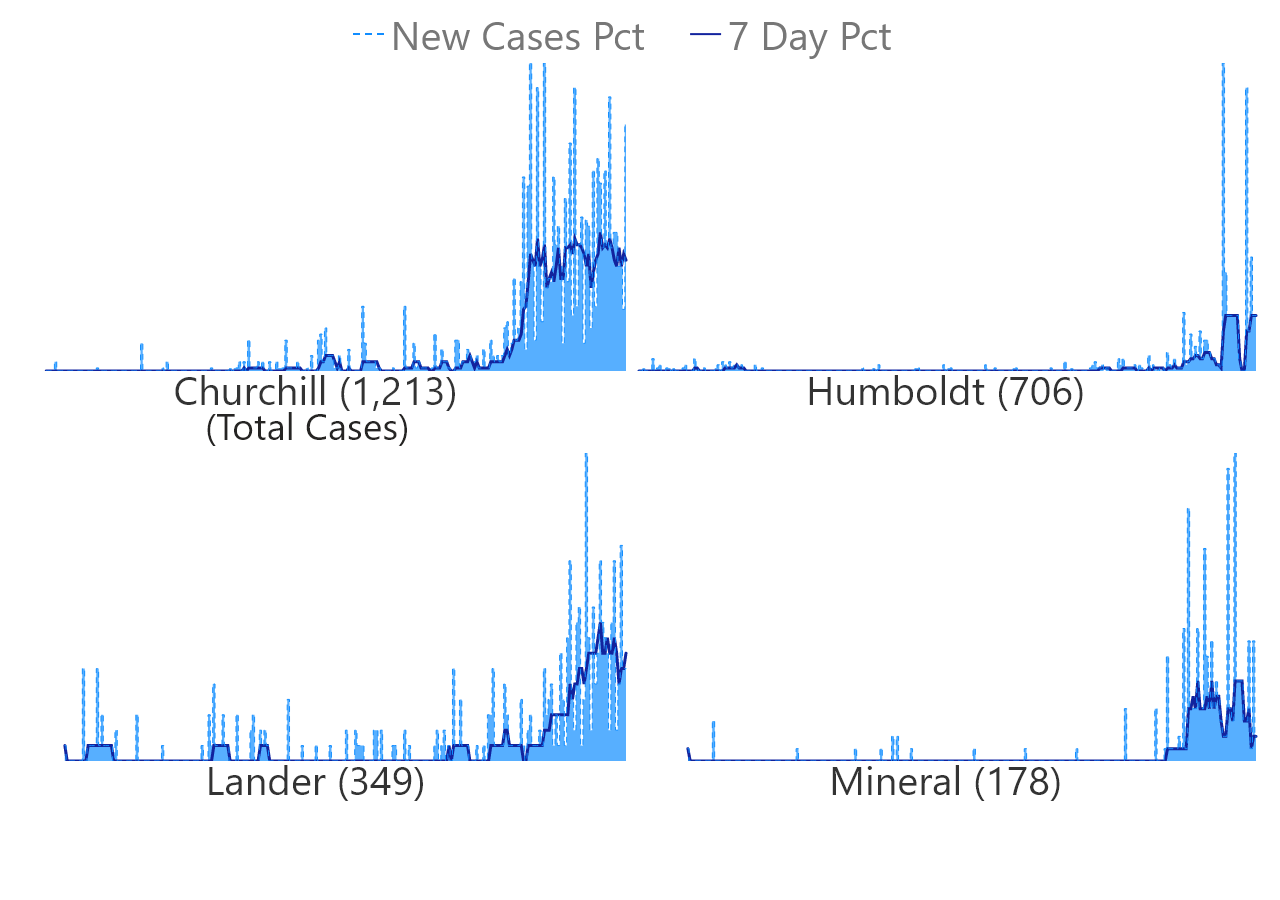 New Cases Pct 7 Day Pct
Churchill (1,213)
(Total Cases)
Humboldt (706)
Lander (349)
Mineral (178)